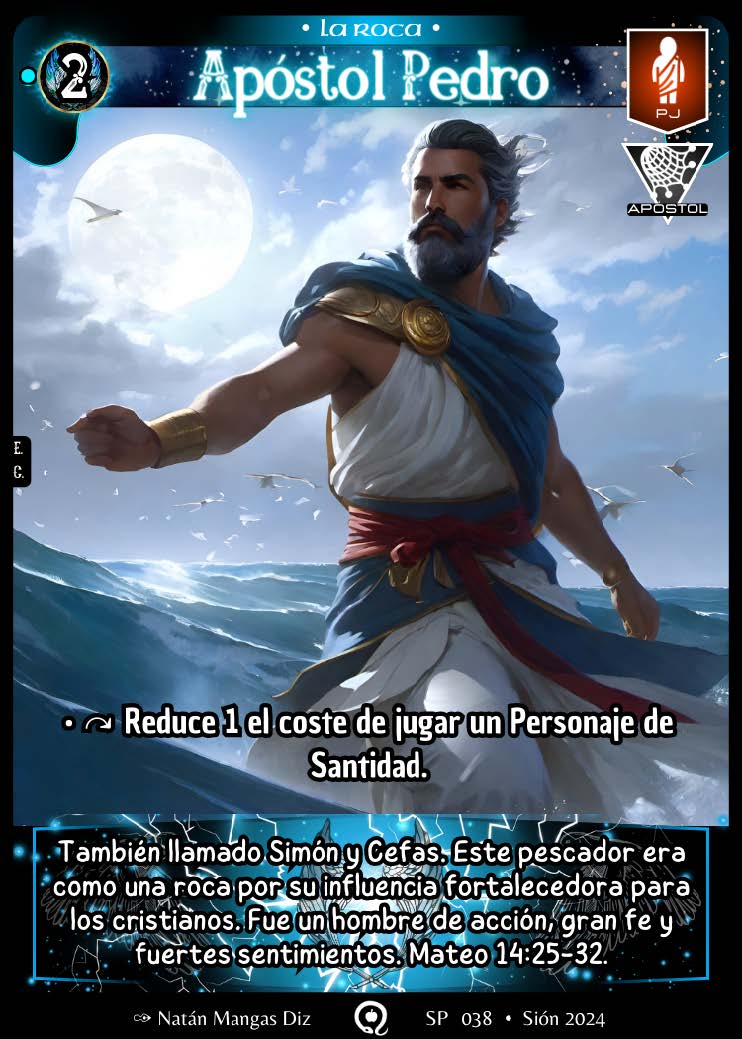 • La Roca •
2
Apóstol Pedro
PJ
APÓSTOL
E.
G.
• Reduce 1 el coste de jugar un Personaje de
Santidad.
También llamado Simón y Cefas. Este pescador era
como una roca por su influencia fortalecedora para
los cristianos. Fue un hombre de acción, gran fe y
fuertes sentimientos. Mateo 14:25-32.
Natán Mangas Diz SP 038 • Sión 2024